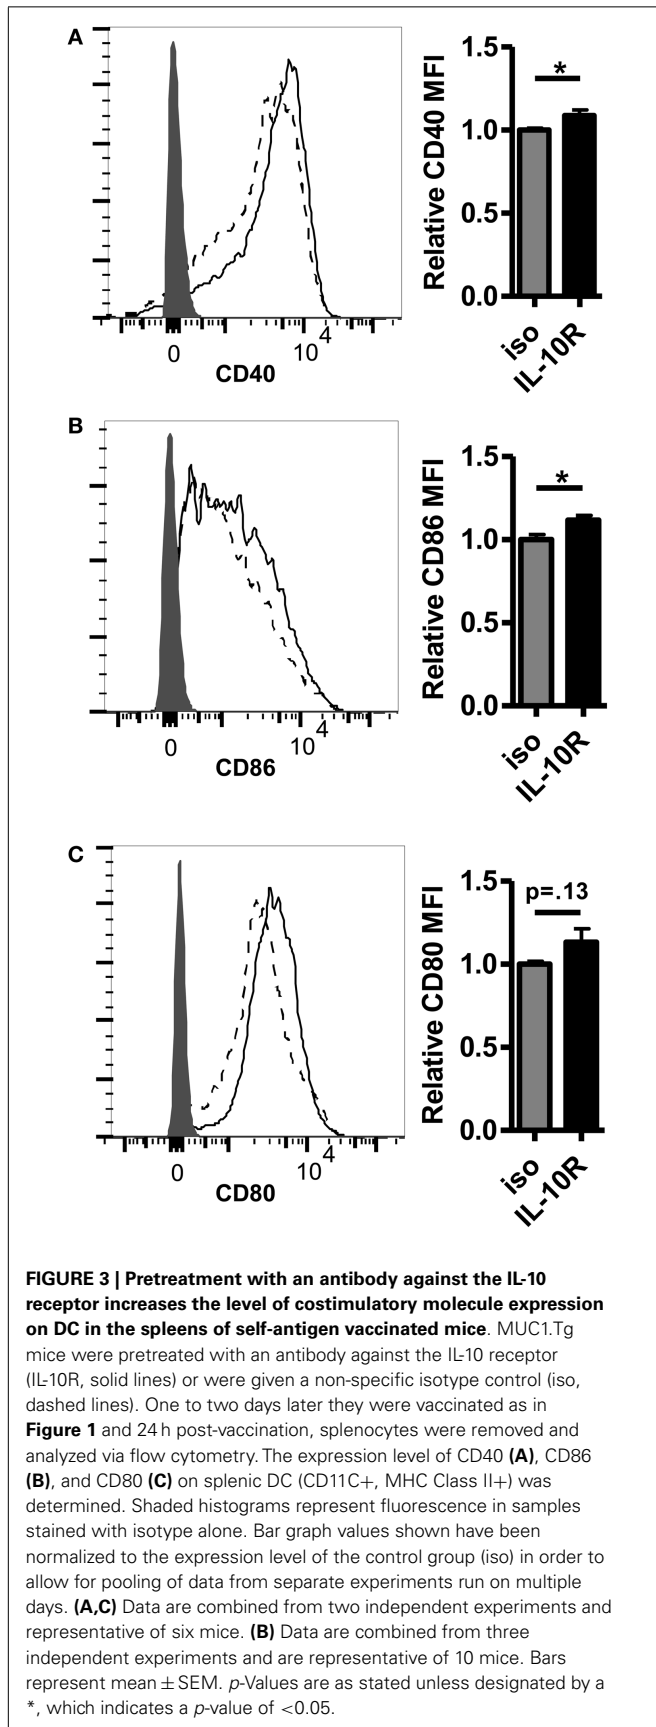 A
Relative CD40 MFI
1.5
1.0
0.5
0.0
*
iso
IL-10R
0
10
4
CD40
B
Relative CD86 MFI
1.5
1.0
0.5
0.0
*
iso
IL-10R
0
10
4
CD86
C
Relative CD80 MFI
1.5
1.0
0.5
0.0
p=.13
iso
IL-10R
0
10
4
CD80
FIGURE 3 | Pretreatment with an antibody against the IL-10
receptor increases the level of costimulatory molecule expression
on DC in the spleens of self-antigen vaccinated mice. MUC1.Tg
mice were pretreated with an antibody against the IL-10 receptor
(IL-10R, solid lines) or were given a non-specific isotype control (iso,
dashed lines). One to two days later they were vaccinated as in
Figure 1 and 24 h post-vaccination, splenocytes were removed and
analyzed via flow cytometry. The expression level of CD40 (A), CD86
(B), and CD80 (C) on splenic DC (CD11C+, MHC Class II+) was
determined. Shaded histograms represent fluorescence in samples
stained with isotype alone. Bar graph values shown have been
normalized to the expression level of the control group (iso) in order to
allow for pooling of data from separate experiments run on multiple
days. (A,C) Data are combined from two independent experiments and
representative of six mice. (B) Data are combined from three
independent experiments and are representative of 10 mice. Bars
represent mean ± SEM. p-Values are as stated unless designated by a
*, which indicates a p-value of <0.05.